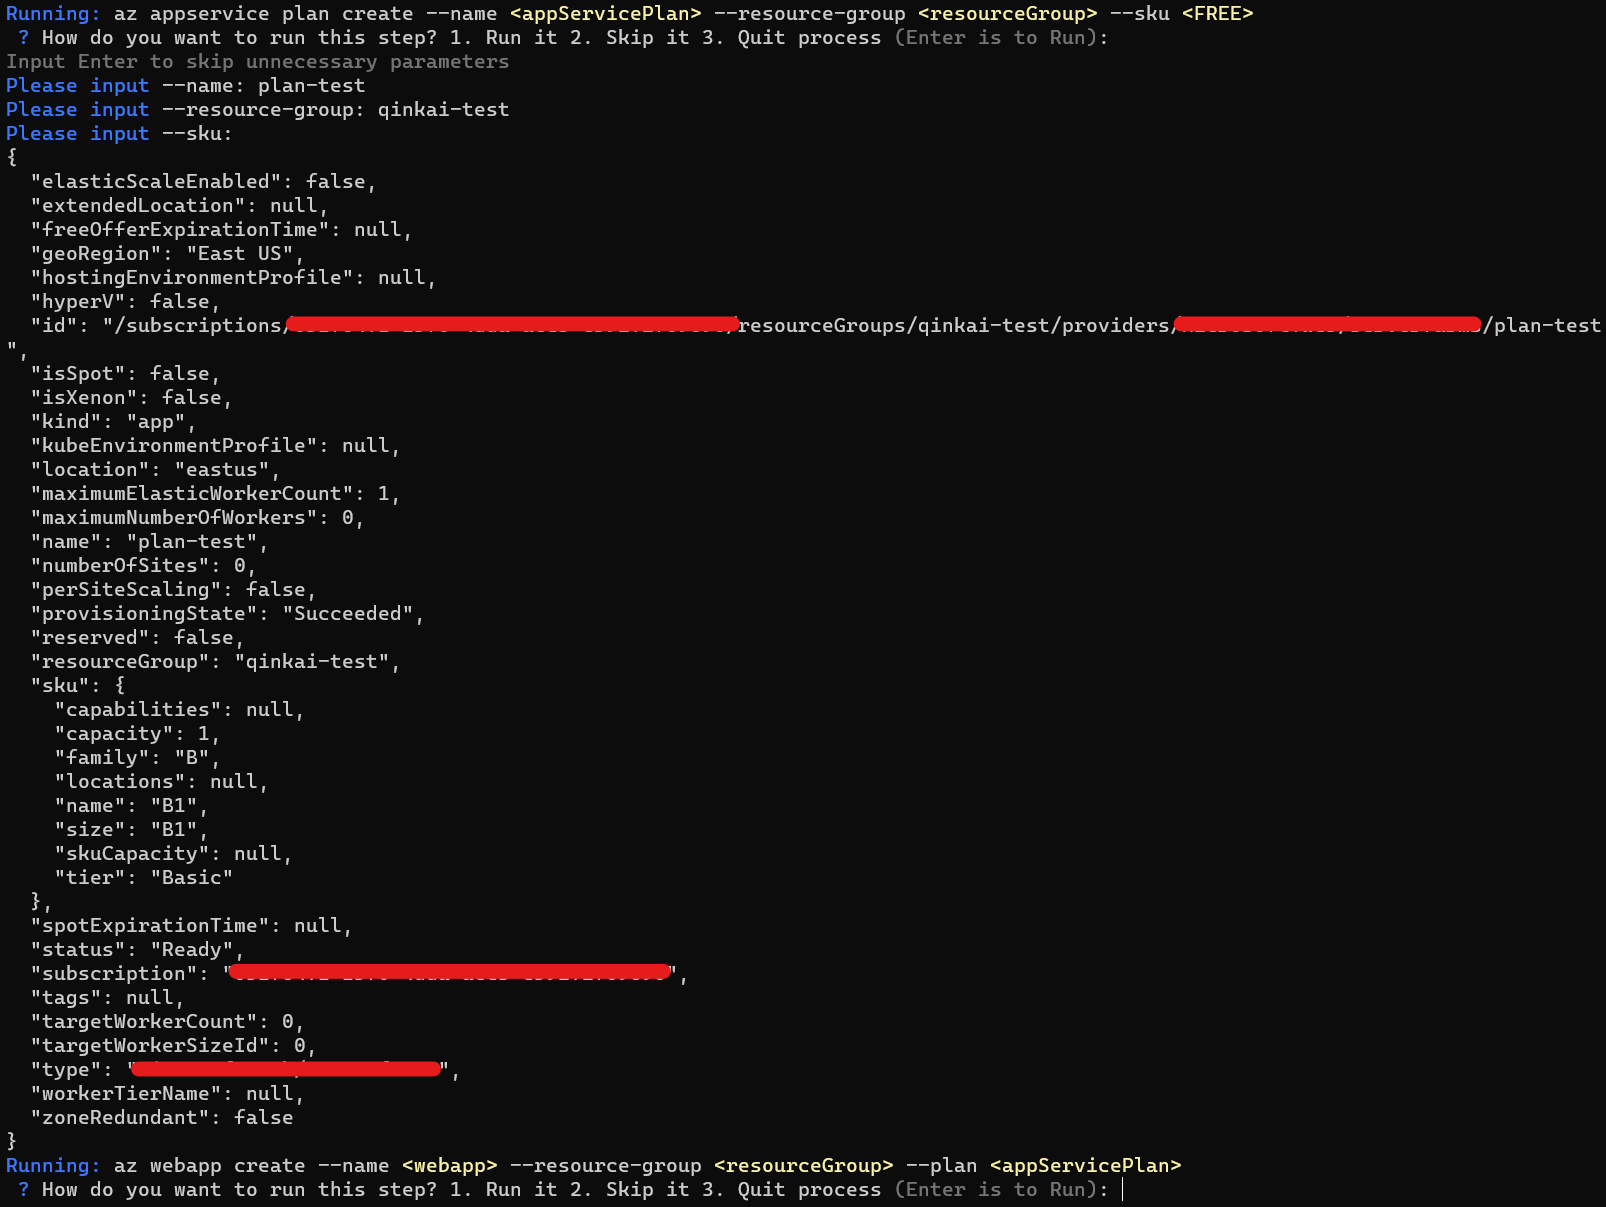 Running: az appservice plan create --name <appServicePlan> --resource-group <resourceGroup> --sku <FREE>
 ? How do you want to run this step? 1. Run it 2. Skip it 3. Quit process (Enter is to Run):
Input Enter to skip unnecessary parameters
Please input --name: plan-test
Please input --resource-group: qinkai-test
Please input --sku:
{
  "elasticScaleEnabled": false,
  "extendedLocation": null,
  "freeOfferExpirationTime": null,
  "geoRegion": "East US",
  "hostingEnvironmentProfile": null,
  "hyperV": false,
  "id": "/subscriptions/ /resourceGroups/qinkai-test/providers/ /plan-test
",
  "isSpot": false,
  "isXenon": false,
  "kind": "app",
  "kubeEnvironmentProfile": null,
  "location": "eastus",
  "maximumElasticWorkerCount": 1,
  "maximumNumberOfWorkers": 0,
  "name": "plan-test",
  "numberOfSites": 0,
  "perSiteScaling": false,
  "provisioningState": "Succeeded",
  "reserved": false,
  "resourceGroup": "qinkai-test",
  "sku": {
    "capabilities": null,
    "capacity": 1,
    "family": "B",
    "locations": null,
    "name": "B1",
    "size": "B1",
    "skuCapacity": null,
    "tier": "Basic"
  },
  "spotExpirationTime": null,
  "status": "Ready",
  "subscription": " ",
  "tags": null,
  "targetWorkerCount": 0,
  "targetWorkerSizeId": 0,
  "type": " ",
  "workerTierName": null,
  "zoneRedundant": false
}
Running: az webapp create --name <webapp> --resource-group <resourceGroup> --plan <appServicePlan>
 ? How do you want to run this step? 1. Run it 2. Skip it 3. Quit process (Enter is to Run):